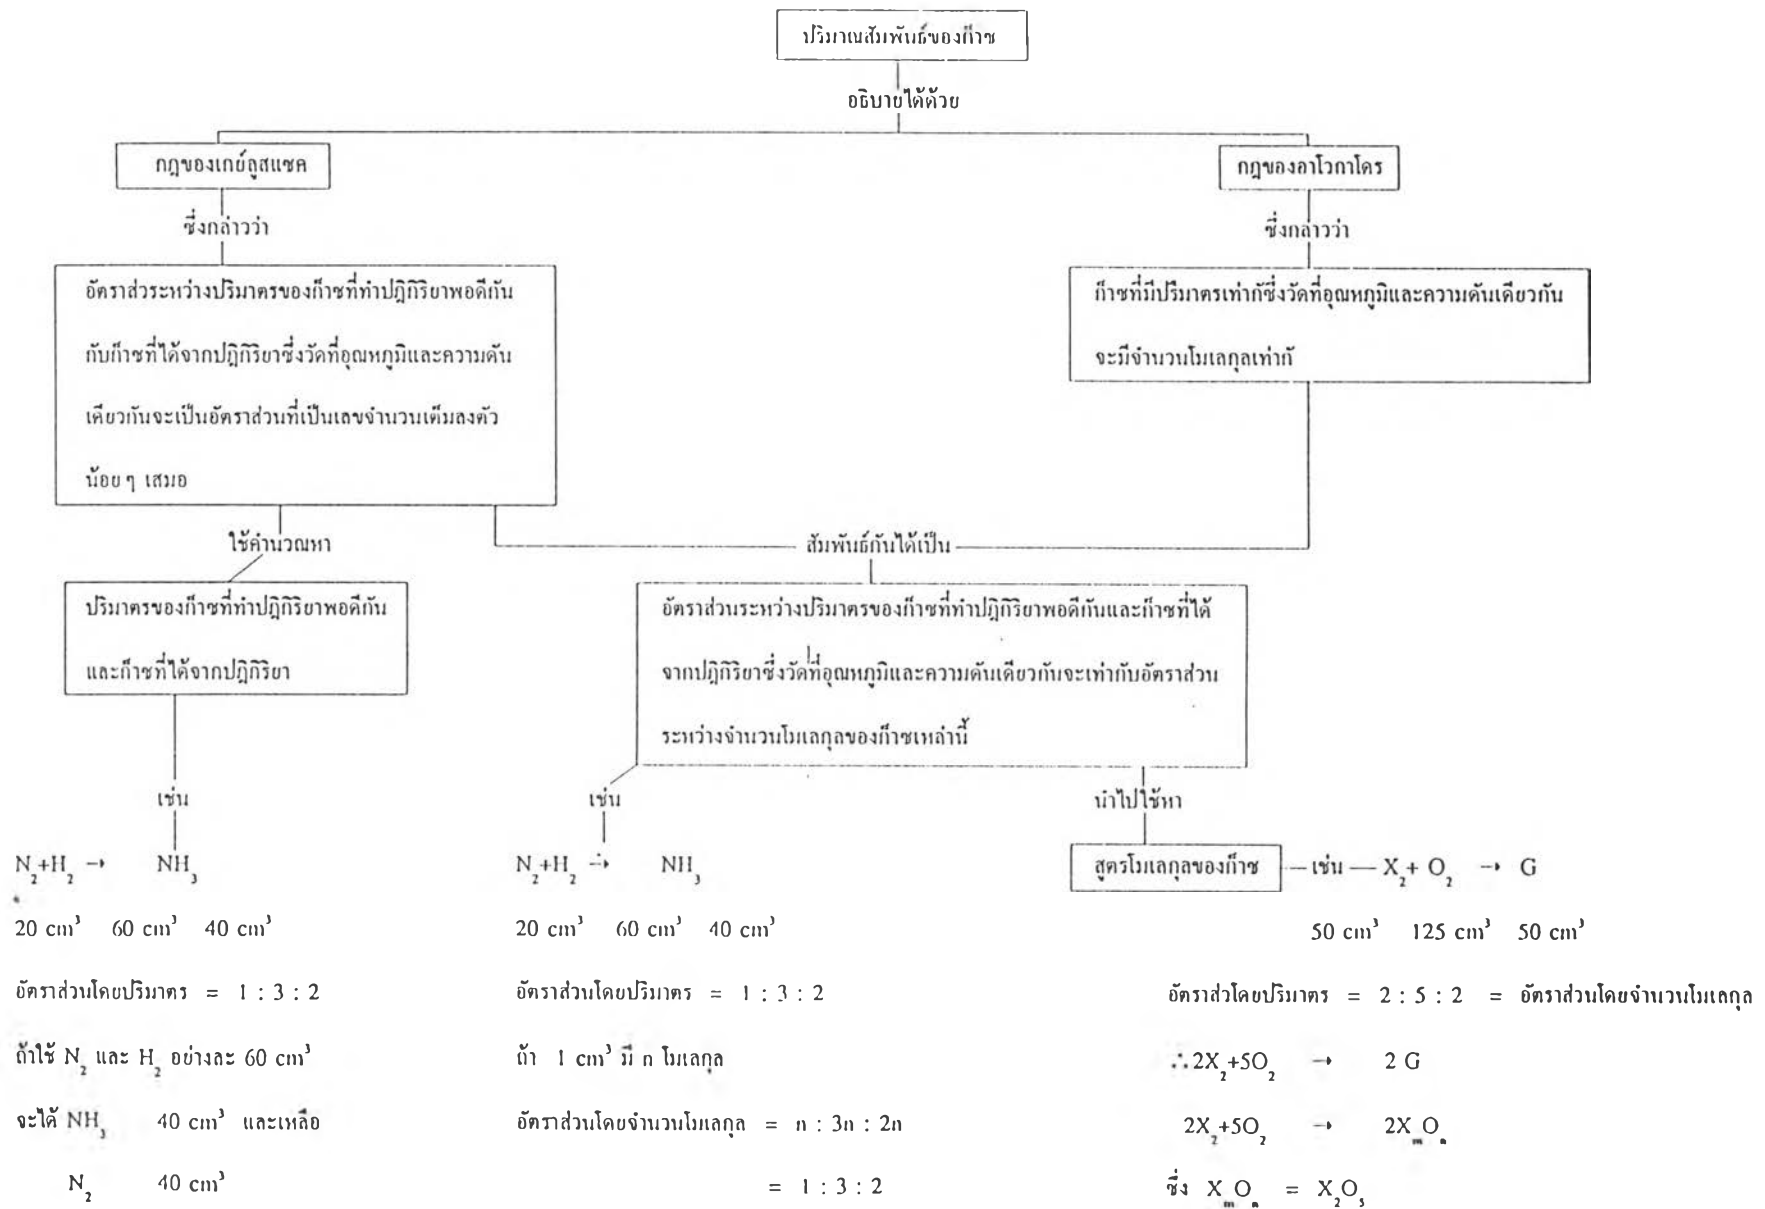 ปริมาณสัมพันธ์ของก๊าซ
อธิบายได้ด้วย
กฎของเกย์ลูสแซค
ซึ่งกล่าวว่า
อัตราส่วระหว่างปริมาตรของก๊าซที่ทำปฏิกิริยาพอดีกัน
กับก๊าซที่ได้จากปฏิกิริยาซึ่งวัดที่อุณหภูมิและความดัน
เดียวกันจะเป็นอัตราส่วนที่เป็นเลขจำนวนเต็มลงตัว
น้อยๆ เสมอ
กฎของอาโวกาโดร
ซึ่งกล่าวว่า
ก๊าซที่มีปริมาตรเท่ากัซึ่งวัดที่อุณหภูมิและความดันเดียวกัน
จะมีจำนวนโมเลกุลเท่ากั
ใช้คำนวณหา
ปริมาตรของก๊าซที่ทำปฏิกิริยาพอดีกัน
และก๊าซที่ได้จากปฏิกิริยา
เช่น
N₂+H₂ → NH₃
20 cm³ 60 cm³ 40 cm³
อัตราส่วนโดยปริมาตร = 1 : 3 : 2
ถ้าใช้ N₂ และ H₂ อย่างละ 60 cm³
จะได้ NH₃ 40 cm³ และเหลือ
N₂ 40 cm³
สัมพันธ์กันได้เป็น
อัตราส่วนระหว่างปริมาตรของก๊าซที่ทำปฏิกิริยาพอดีกันและก๊าซที่ได้
จากปฏิกิริยาซึ่งวัดที่อุณหภูมิและความดันเดียวกันจะเท่ากับอัตราส่วน
ระหว่างจำนวนโมเลกุลของก๊าซเหล่านี้
เช่น
N₂+H₂ → NH₃
20 cm³ 60 cm³ 40 cm³
อัตราส่วนโดยปริมาตร = 1 : 3 : 2
ถ้า 1 cm³ มี n โมเลกุล
อัตราส่วนโดยจำนวนโมเลกุล = n : 3n : 2n
= 1 : 3 : 2
นำไปใช้หา
สูตรโมเลกุลของก๊าซ เช่น X₂+ O₂ → G
50 cm³ 125 cm³ 50 cm³
อัตราส่วโดยปริมาตร = 2 : 5 : 2 = อัตราส่วนโดยจำนวนโมเลกุล
∴2X₂+5O₂ → 2 G
2X₂+5O₂ → 2XₘOₙ
ซึ่ง XₘOₙ = X₂O₅